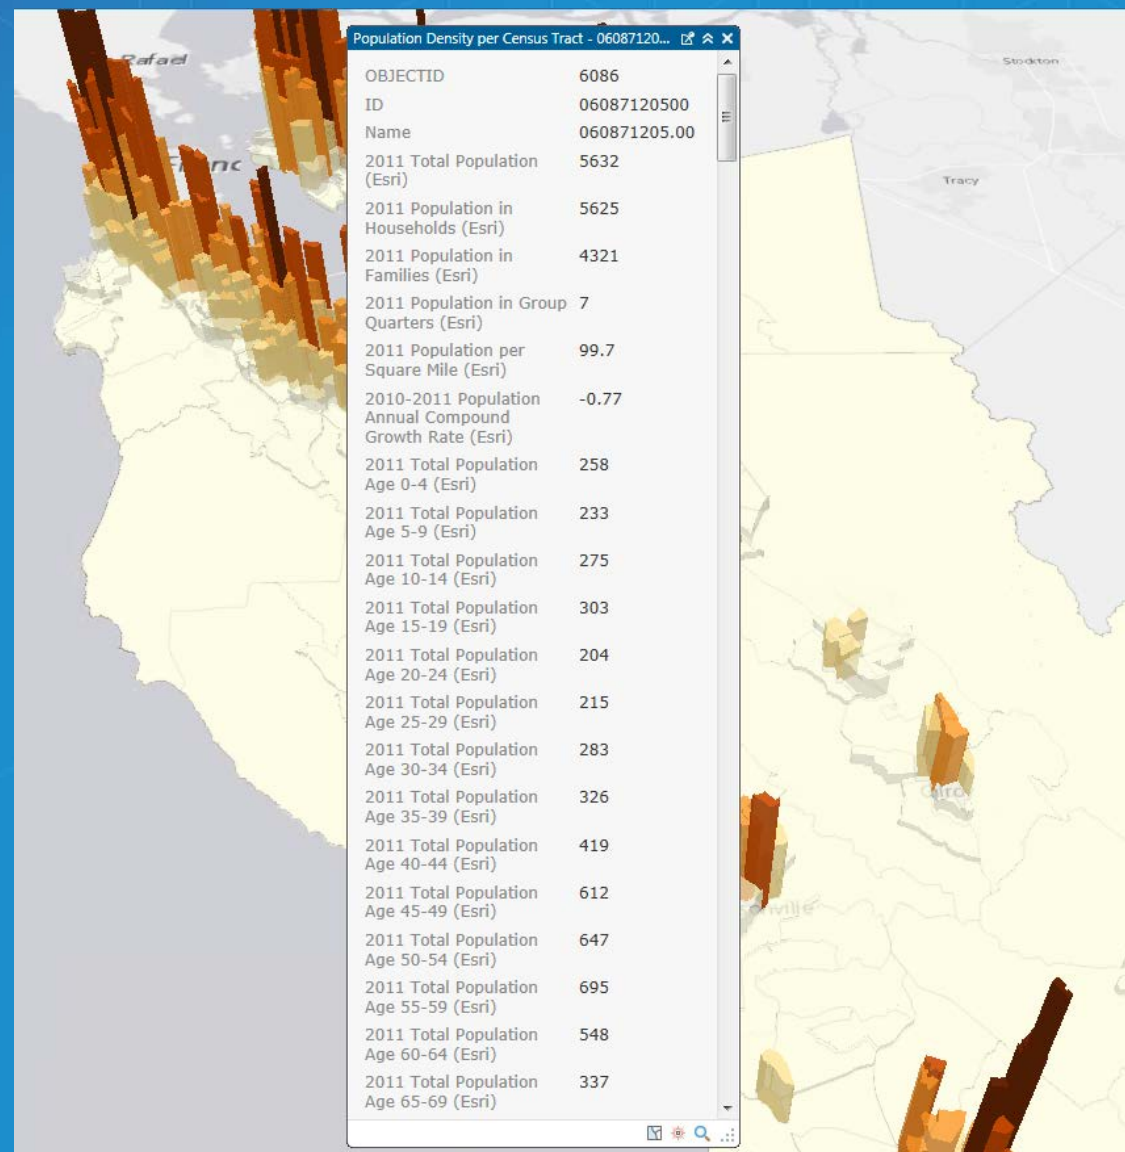 Rafael
Population Density per Census Tract - 06087120...
Stockton
OBJECTID 6086
ID 06087120500
Name 060871205.00
2011 Total Population 5632
(Esri)
Tracy
2011 Population in 5625
Households (Esri)
2011 Population in 4321
Families (Esri)
2011 Population in Group 7
Quarters (Esri)
2011 Population per 99.7
Square Mile (Esri)
2010-2011 Population -0.77
Annual Compound
Growth Rate (Esri)
2011 Total Population 258
Age 0-4 (Esri)
2011 Total Population 233
Age 5-9 (Esri)
2011 Total Population 275
Age 10-14 (Esri)
2011 Total Population 303
Age 15-19 (Esri)
2011 Total Population 204
Age 20-24 (Esri)
2011 Total Population 215
Age 25-29 (Esri)
2011 Total Population 283
Age 30-34 (Esri)
2011 Total Population 326
Age 35-39 (Esri)
2011 Total Population 419
Age 40-44 (Esri)
2011 Total Population 612
Age 45-49 (Esri)
2011 Total Population 647
Age 50-54 (Esri)
2011 Total Population 695
Age 55-59 (Esri)
2011 Total Population 548
Age 60-64 (Esri)
2011 Total Population 337
Age 65-69 (Esri)